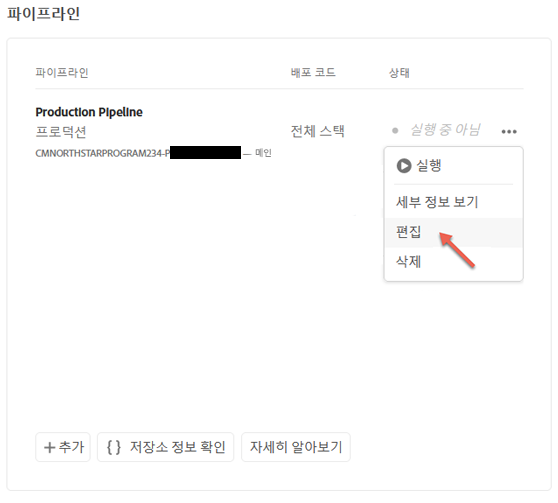 파이프라인
파이프라인 배포 코드 상태
Production Pipeline
프로덕션 전체 스택 실행 중 아님
CMNORTHSTARPROGRAM234-P — 메인
실행
세부 정보 보기
편집
삭제
추가 { } 저장소 정보 확인 자세히 알아보기